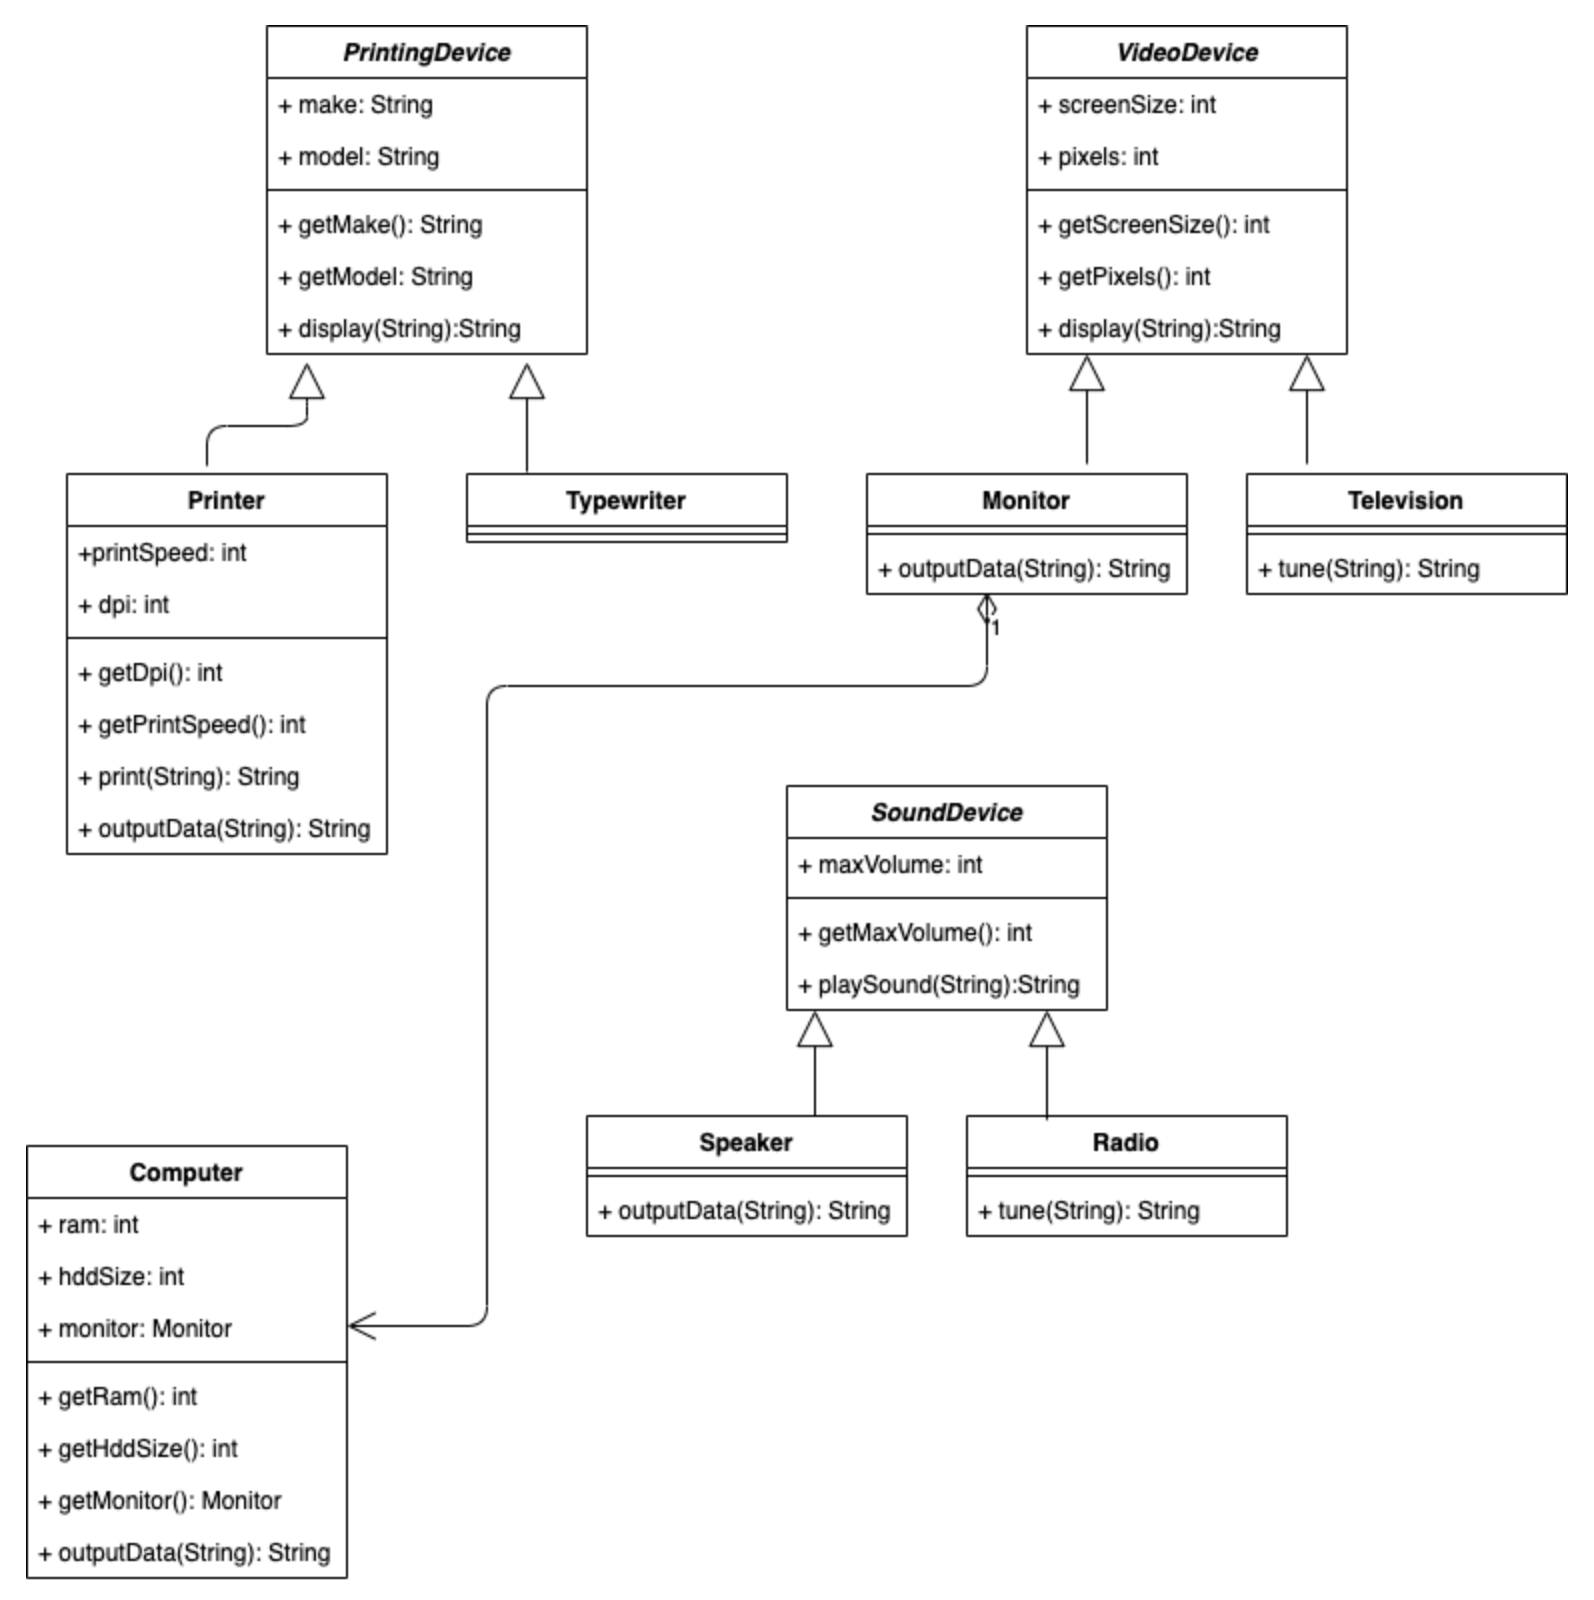 PrintingDevice
+ make: String
+ model: String
+ getMake(): String
+ getModel: String
+ display(String):String
VideoDevice
+ screenSize: int
+ pixels: int
+ getScreenSize(): int
+ getPixels(): int
+ display(String):String
Printer
+printSpeed: int
+ dpi: int
+ getDpi(): int
+ getPrintSpeed(): int
+ print(String): String
+ outputData(String): String
Typewriter
Monitor
+ outputData(String): String
1
Television
+ tune(String): String
SoundDevice
+ maxVolume: int
+ getMaxVolume(): int
+ playSound(String):String
Speaker
+ outputData(String): String
Radio
+ tune(String): String
Computer
+ ram: int
+ hddSize: int
+ monitor: Monitor
+ getRam(): int
+ getHddSize(): int
+ getMonitor(): Monitor
+ outputData(String): String